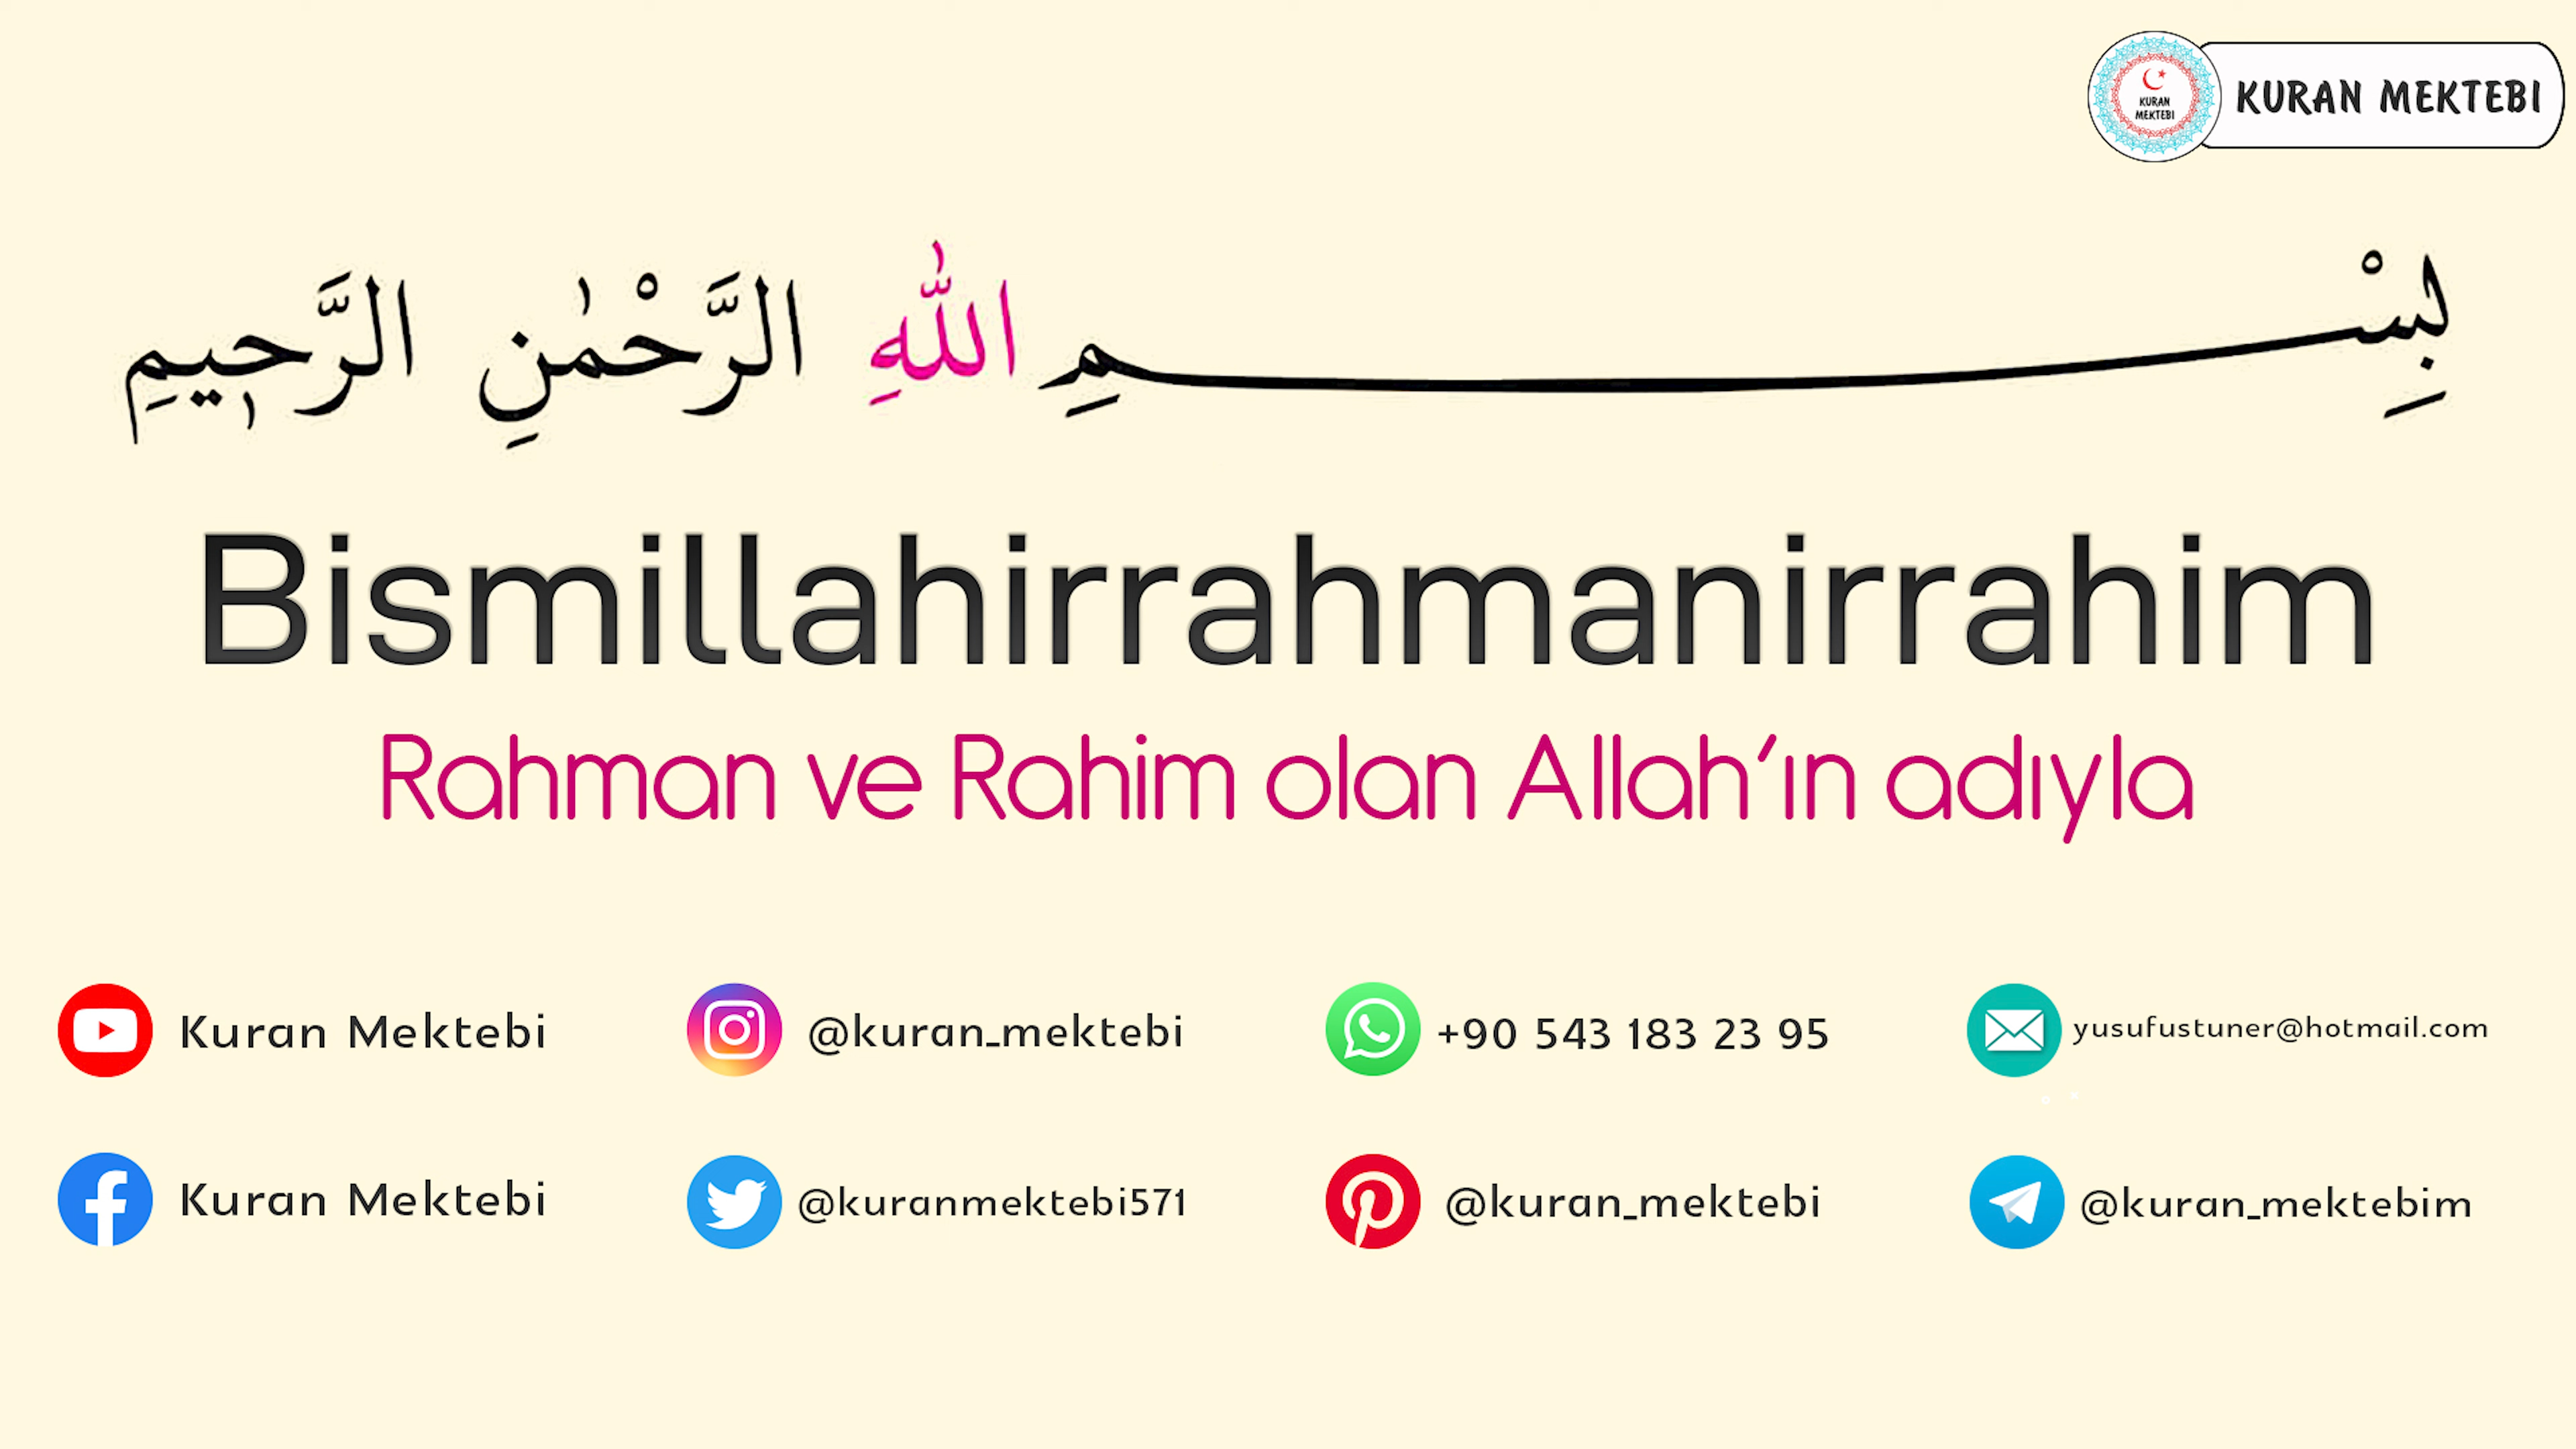 KURAN MEKTEBI
KURAN
MEKTEBI
بِسْــــــــــمِ اللّٰهِ الرَّحْمٰنِ الرَّح۪يمِ
Bismillahirrahmanirrahim
Rahman ve Rahim olan Allah'ın adıyla
Kuran Mektebi
@kuran_mektebi
+90 543 183 23 95
yusufustuner@hotmail.com
Kuran Mektebi
@kuranmektebi571
@kuran_mektebi
@kuran_mektebim